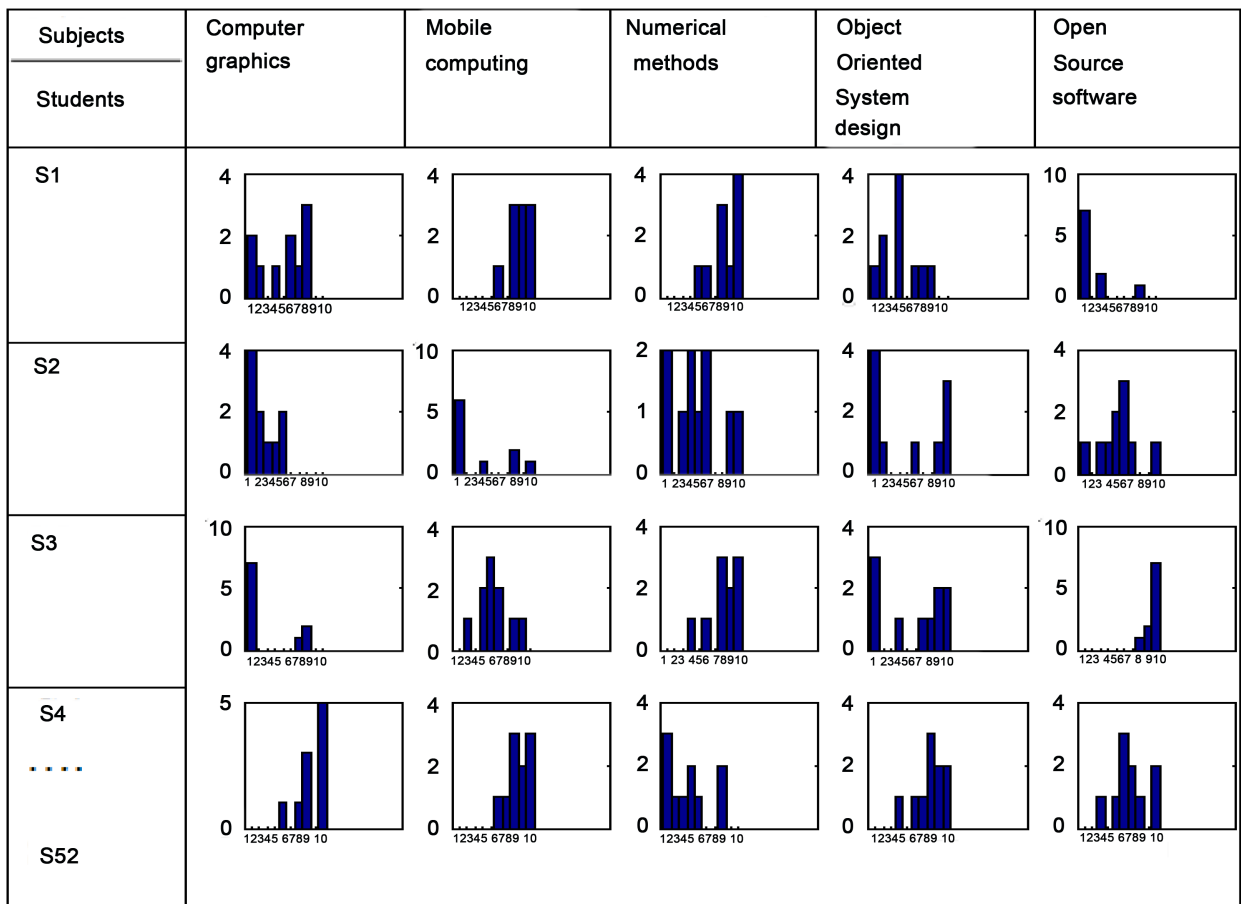 Subjects
Students
Computer
graphics
Mobile
computing
Numerical
methods
Object
Oriented
System
design
Open
Source
software
S1
4
2
0
12345678910
4
2
0
12345678910
4
2
0
12345678910
4
2
0
12345678910
10
5
0
12345678910
S2
4
2
0
1 234567 8910
10
5
0
1 234567 8910
2
1
0
1 234567 8910
4
2
0
1 234567 8910
4
2
0
123 4567 8910
S3
10
5
0
12345 678910
4
2
0
12345 678910
4
2
0
1 23 456 78910
4
2
0
1 234567 8910
10
5
0
123 4567 8 910
S4
. . . .
S52
5
0
12345 6789 10
4
2
0
12345 6789 10
4
2
0
12345 6789 10
4
2
0
12345 6789 10
4
2
0
12345 6789 10